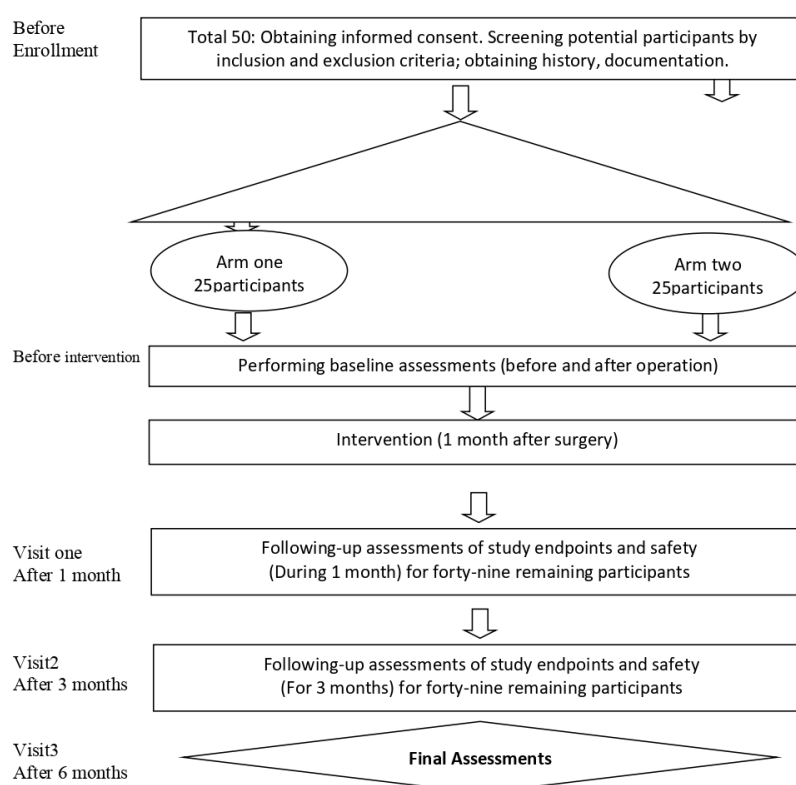 Before
Enrollment
Total 50: Obtaining informed consent. Screening potential participants by
inclusion and exclusion criteria; obtaining history, documentation.
Arm one
25participants
Arm two
25participants
Before intervention
Performing baseline assessments (before and after operation)
Intervention (1 month after surgery)
Visit one
After 1 month
Following-up assessments of study endpoints and safety
(During 1 month) for forty-nine remaining participants
Visit2
After 3 months
Following-up assessments of study endpoints and safety
(For 3 months) for forty-nine remaining participants
Visit3
After 6 months
Final Assessments